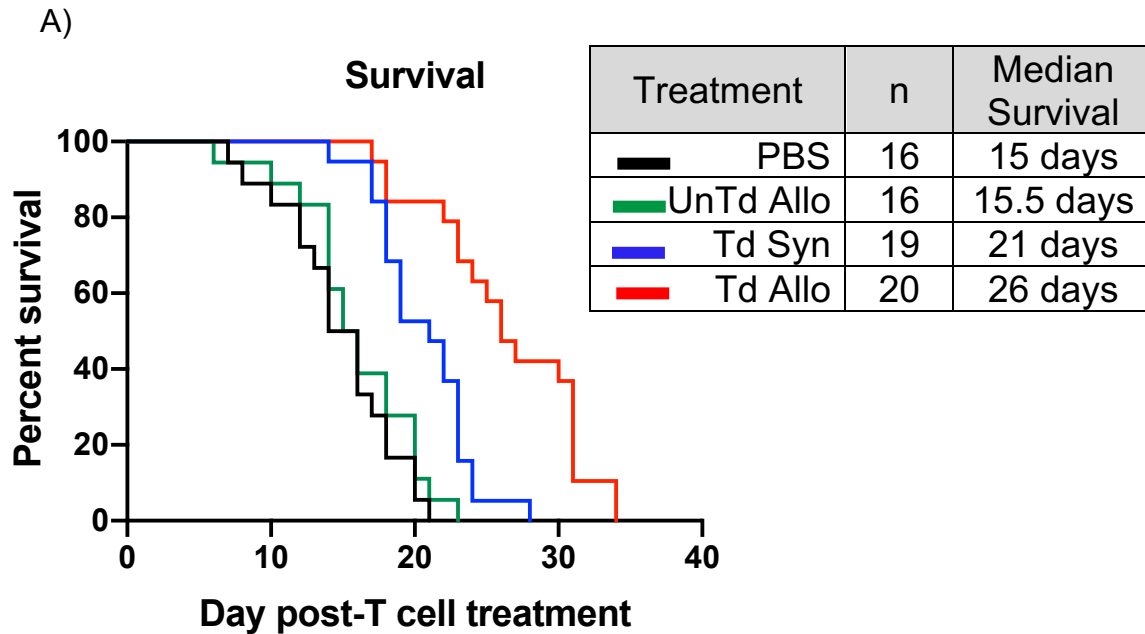 A)
Survival
Treatment n Median Survival
PBS 16 15 days
UnTd Allo 16 15.5 days
Td Syn 19 21 days
Td Allo 20 26 days
100
80
60
40
20
0
Percent survival
0 10 20 30 40
Day post-T cell treatment